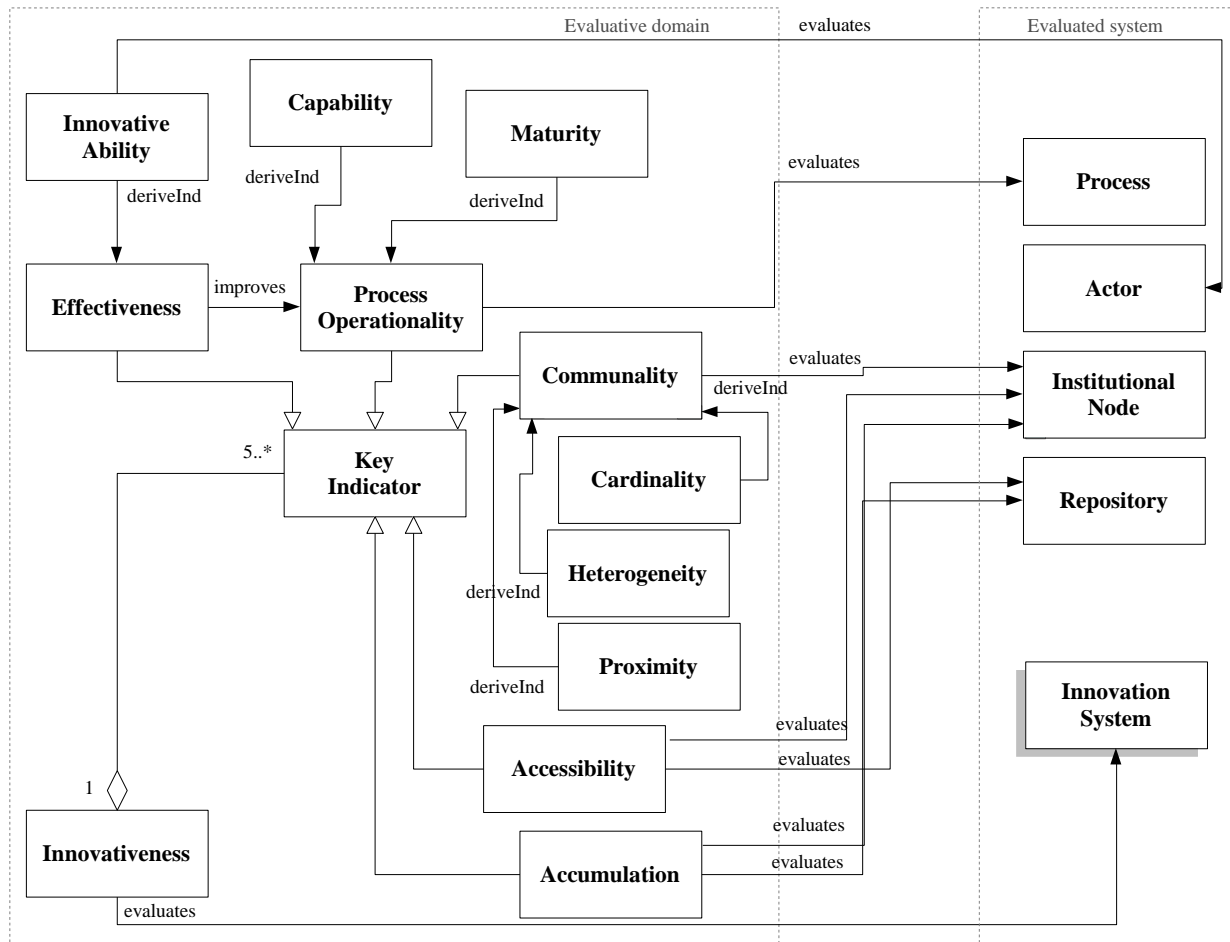 Evaluative domain
evaluates
Evaluated system
Capability
Innovative
Ability
Maturity
evaluates
Process
deriveInd
deriveInd
deriveInd
Actor
Effectiveness
improves
Process
Operationality
Communality
evaluates
deriveInd
Institutional
Node
5..*
Key
Indicator
Cardinality
Repository
Heterogeneity
deriveInd
Proximity
deriveInd
Innovation
System
evaluates
Accessibility
evaluates
1
evaluates
Innovativeness
Accumulation
evaluates
evaluates